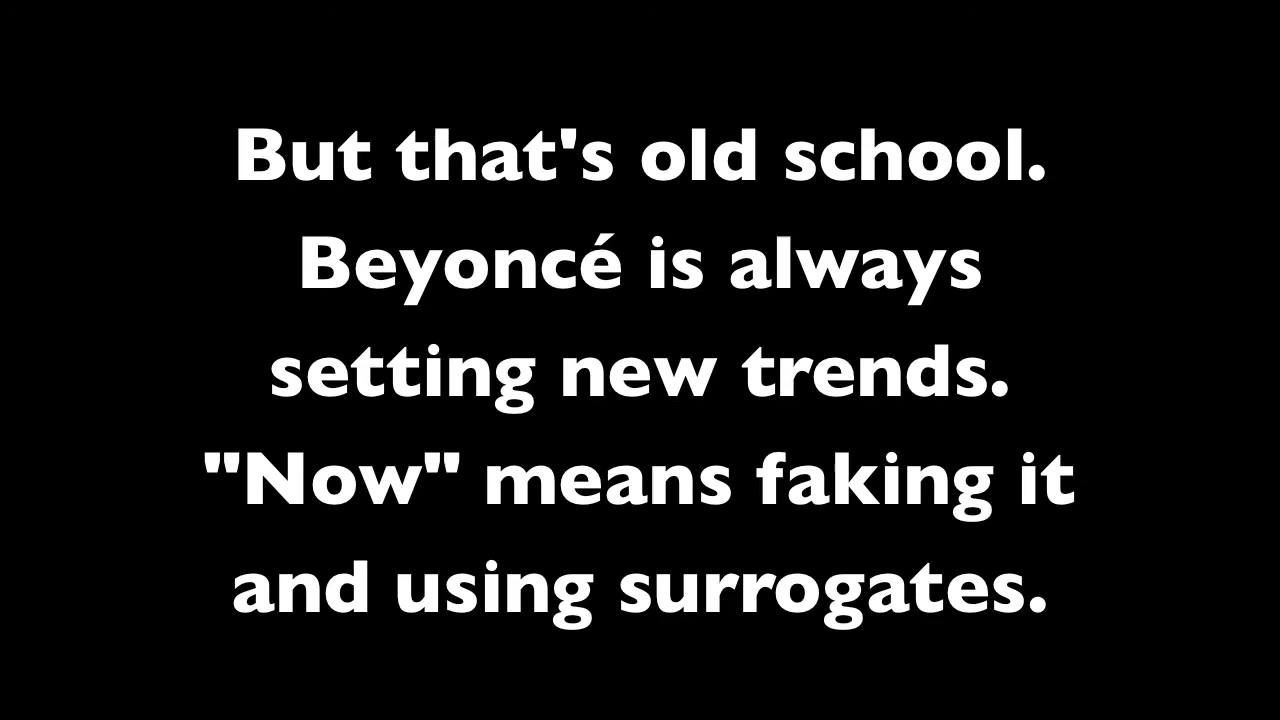 But that's old school.
Beyoncé is always
setting new trends.
"Now" means faking it
and using surrogates.